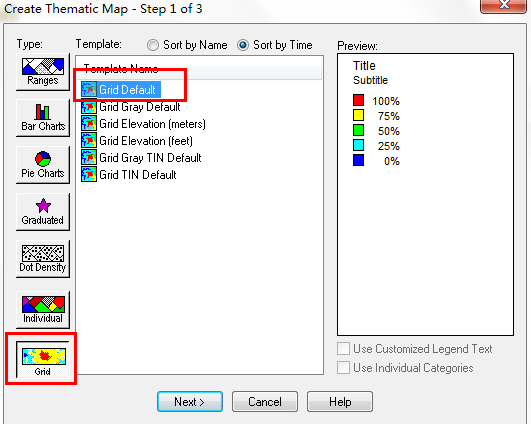 Create Thematic Map - Step 1 of 3
Type:
Template:
Sort by Name
Sort by Time
Preview:
Ranges
Bar Charts
Pie Charts
Graduated
Dot Density
Individual
Grid
Template Name
Grid Default
Grid Gray Default
Grid Elevation (meters)
Grid Elevation (feet)
Grid Gray TIN Default
Grid TIN Default
Title
Subtitle
100%
75%
50%
25%
0%
Use Customized Legend Text
Use Individual Categories
Next >
Cancel
Help